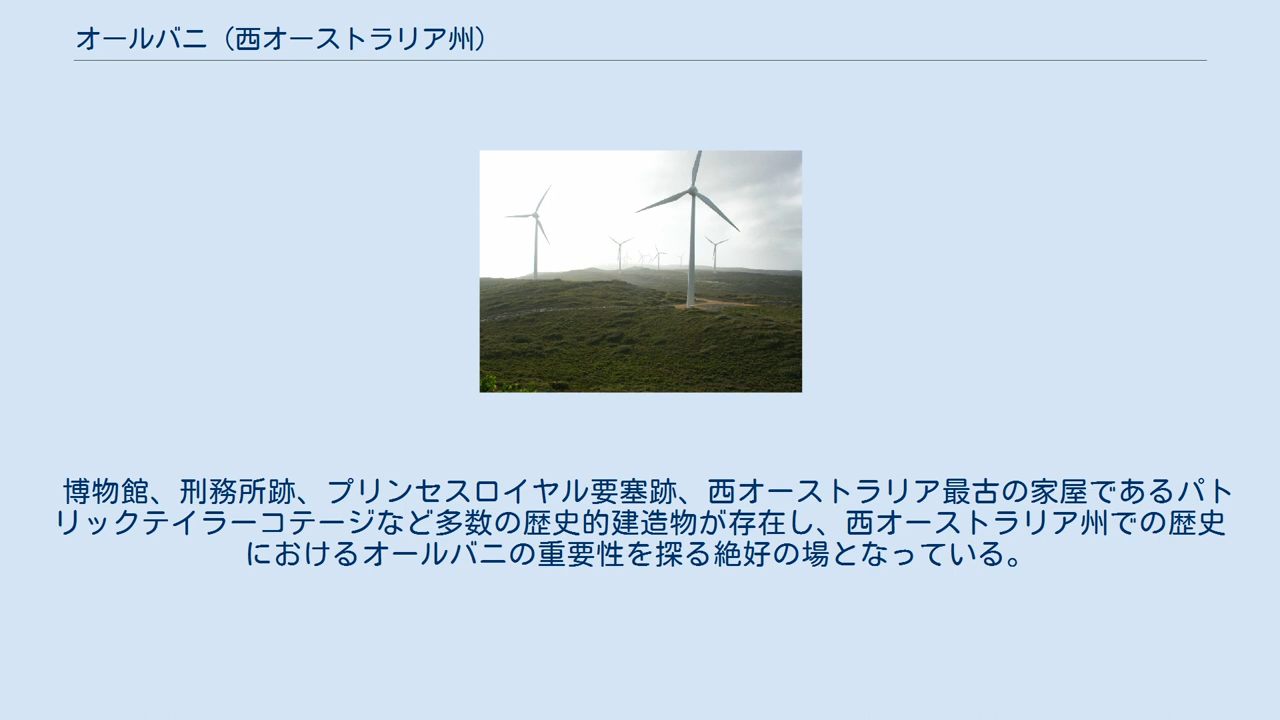 オールバニ（西オーストラリア州）
博物館、刑務所跡、プリンセスロイヤル要塞跡、西オーストラリア最古の家屋であるパト
リックテイラーコテージなど多数の歴史的建造物が存在し、西オーストラリア州での歴史
におけるオールバニの重要性を探る絶好の場となっている。